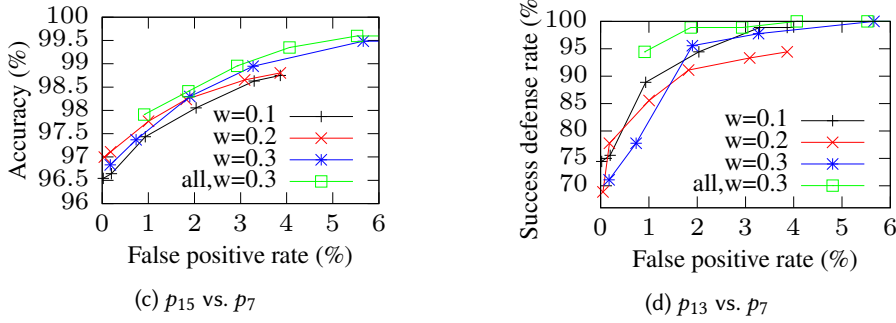 100
99.5
99
98.5
98
97.5
97
96.5
96
Accuracy (%)
w=0.1
w=0.2
w=0.3
all,w=0.3
0 1 2 3 4 5 6
False positive rate (%)
(c) p15 vs. p7
100
95
90
85
80
75
70
Success defense rate (%)
w=0.1
w=0.2
w=0.3
all,w=0.3
0 1 2 3 4 5 6
False positive rate (%)
(d) p13 vs. p7